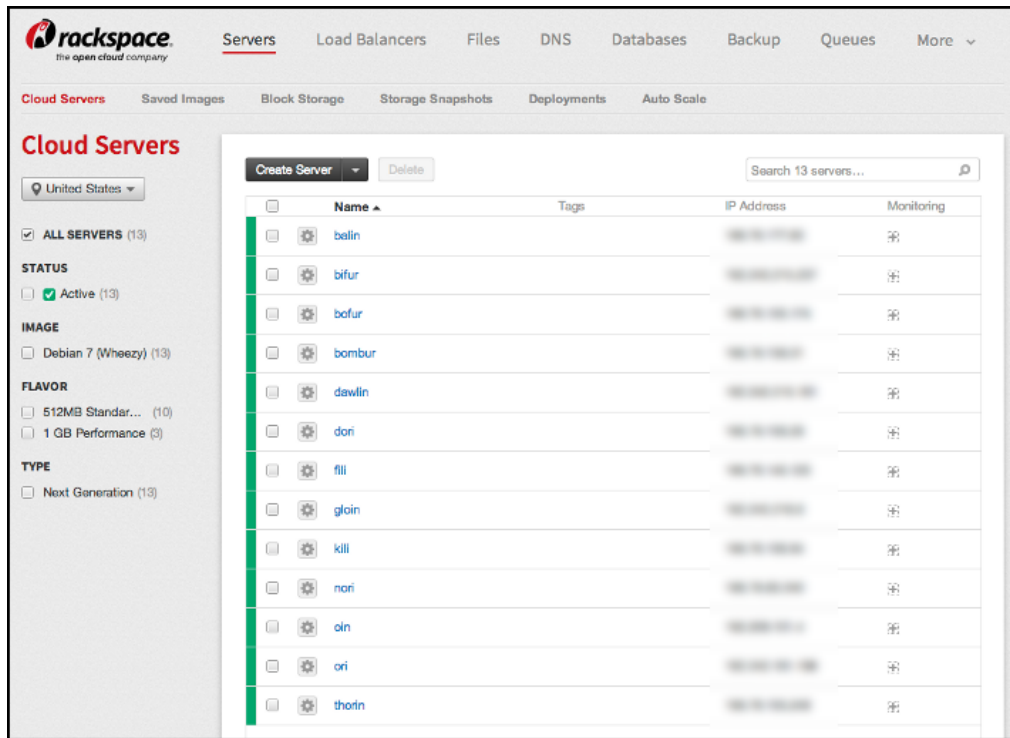 rackspace.
the open cloud company
Servers Load Balancers Files DNS Databases Backup Queues More
Cloud Servers Saved Images Block Storage Storage Snapshots Deployments Auto Scale
Cloud Servers
United States
ALL SERVERS (13)
STATUS
Active (13)
IMAGE
Debian 7 (Wheezy) (13)
FLAVOR
512MB Standar... (10)
1 GB Performance (3)
TYPE
Next Generation (13)
Create Server Delete Search 13 servers...
Name Tags IP Address Monitoring
balin
bifur
bofur
bombur
dawlin
dori
fili
gloin
kili
nori
oin
ori
thorin